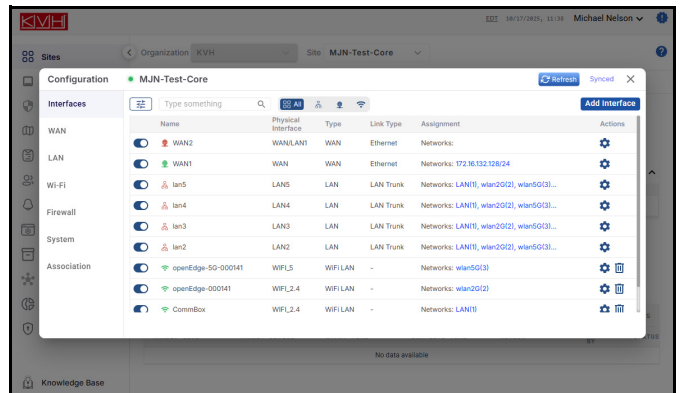 KVH
EDT 10/17/2025, 11:35 Michael Nelson
Sites
Organization KVH Site MJN-Test-Core
Configuration
MJN-Test-Core
Refresh Synced
Interfaces
WAN
LAN
Wi-Fi
Firewall
System
Association
Type something All Add Interface
Name Physical Interface Type Link Type Assignment Actions
WAN2 WAN/LAN1 WAN Ethernet Networks:
WAN1 WAN WAN Ethernet Networks: 172.16.132.128/24
lan5 LAN5 LAN LAN Trunk Networks: LAN(1), wlan2G(2), wlan5G(3)...
lan4 LAN4 LAN LAN Trunk Networks: LAN(1), wlan2G(2), wlan5G(3)...
lan3 LAN3 LAN LAN Trunk Networks: LAN(1), wlan2G(2), wlan5G(3)...
lan2 LAN2 LAN LAN Trunk Networks: LAN(1), wlan2G(2), wlan5G(3)...
openEdge-5G-000141 WIFI_5 WiFi LAN - Networks: wlan5G(3)
openEdge-000141 WIFI_2.4 WiFi LAN - Networks: wlan2G(2)
CommBox WIFI_2.4 WiFi LAN - Networks: LAN(1)
BY
No data available
Knowledge Base